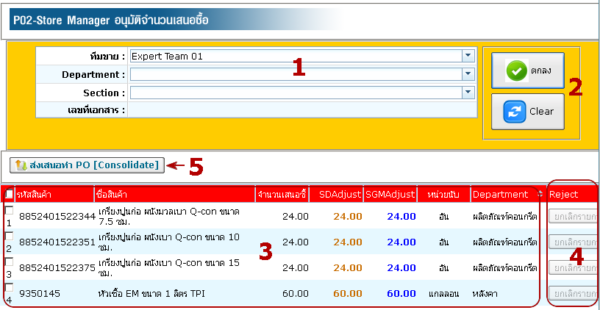 P02-Store Manager อนุมัติจำนวนเสนอซื้อ
ทีมขาย : Expert Team 01
1
Department :
Section :
เลขที่เอกสาร :
ตกลง
2
Clear
ส่งเสนอทำ PO [Consolidate]
5
รหัสสินค้า ชื่อสินค้า จำนวนเสนอซื้อ SDAdjust SGMAdjust หน่วยนับ Department Reject
1 8852401522344 เกรียงปูนก่อ ผนังมวลเบา Q-con ขนาด 7.5 ซม. 24.00 24.00 24.00 อัน ผลิตภัณฑ์คอนกรีต ยกเลิกรายก
2 8852401522351 เกรียงปูนก่อ ผนังเบา Q-con ขนาด 10 ซม. 24.00 24.00 24.00 อัน ผลิตภัณฑ์คอนกรีต ยกเลิกรายก
3
4
3 8852401522375 เกรียงปูนก่อ ผนังเบา Q-con ขนาด 15 ซม. 24.00 24.00 24.00 อัน ผลิตภัณฑ์คอนกรีต ยกเลิกรายก
4 9350145 หัวเชื้อ EM ขนาด 1 ลิตร TPI 60.00 60.00 60.00 แกลลอน หลังคา ยกเลิกรายก